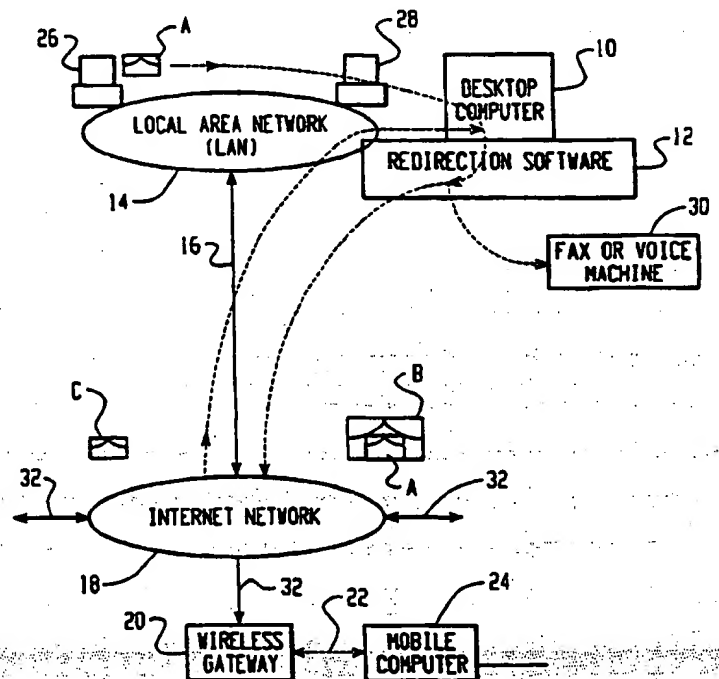 26
A
28
10
DESKTOP
COMPUTER
LOCAL AREA NETWORK
(LAN)
REDIRECTION SOFTWARE
12
14
16
30
FAX OR VOICE
MACHINE
C
B
A
32
32
INTERNET NETWORK
18
32
20
22
24
WIRELESS
GATEWAY
MOBILE
COMPUTER